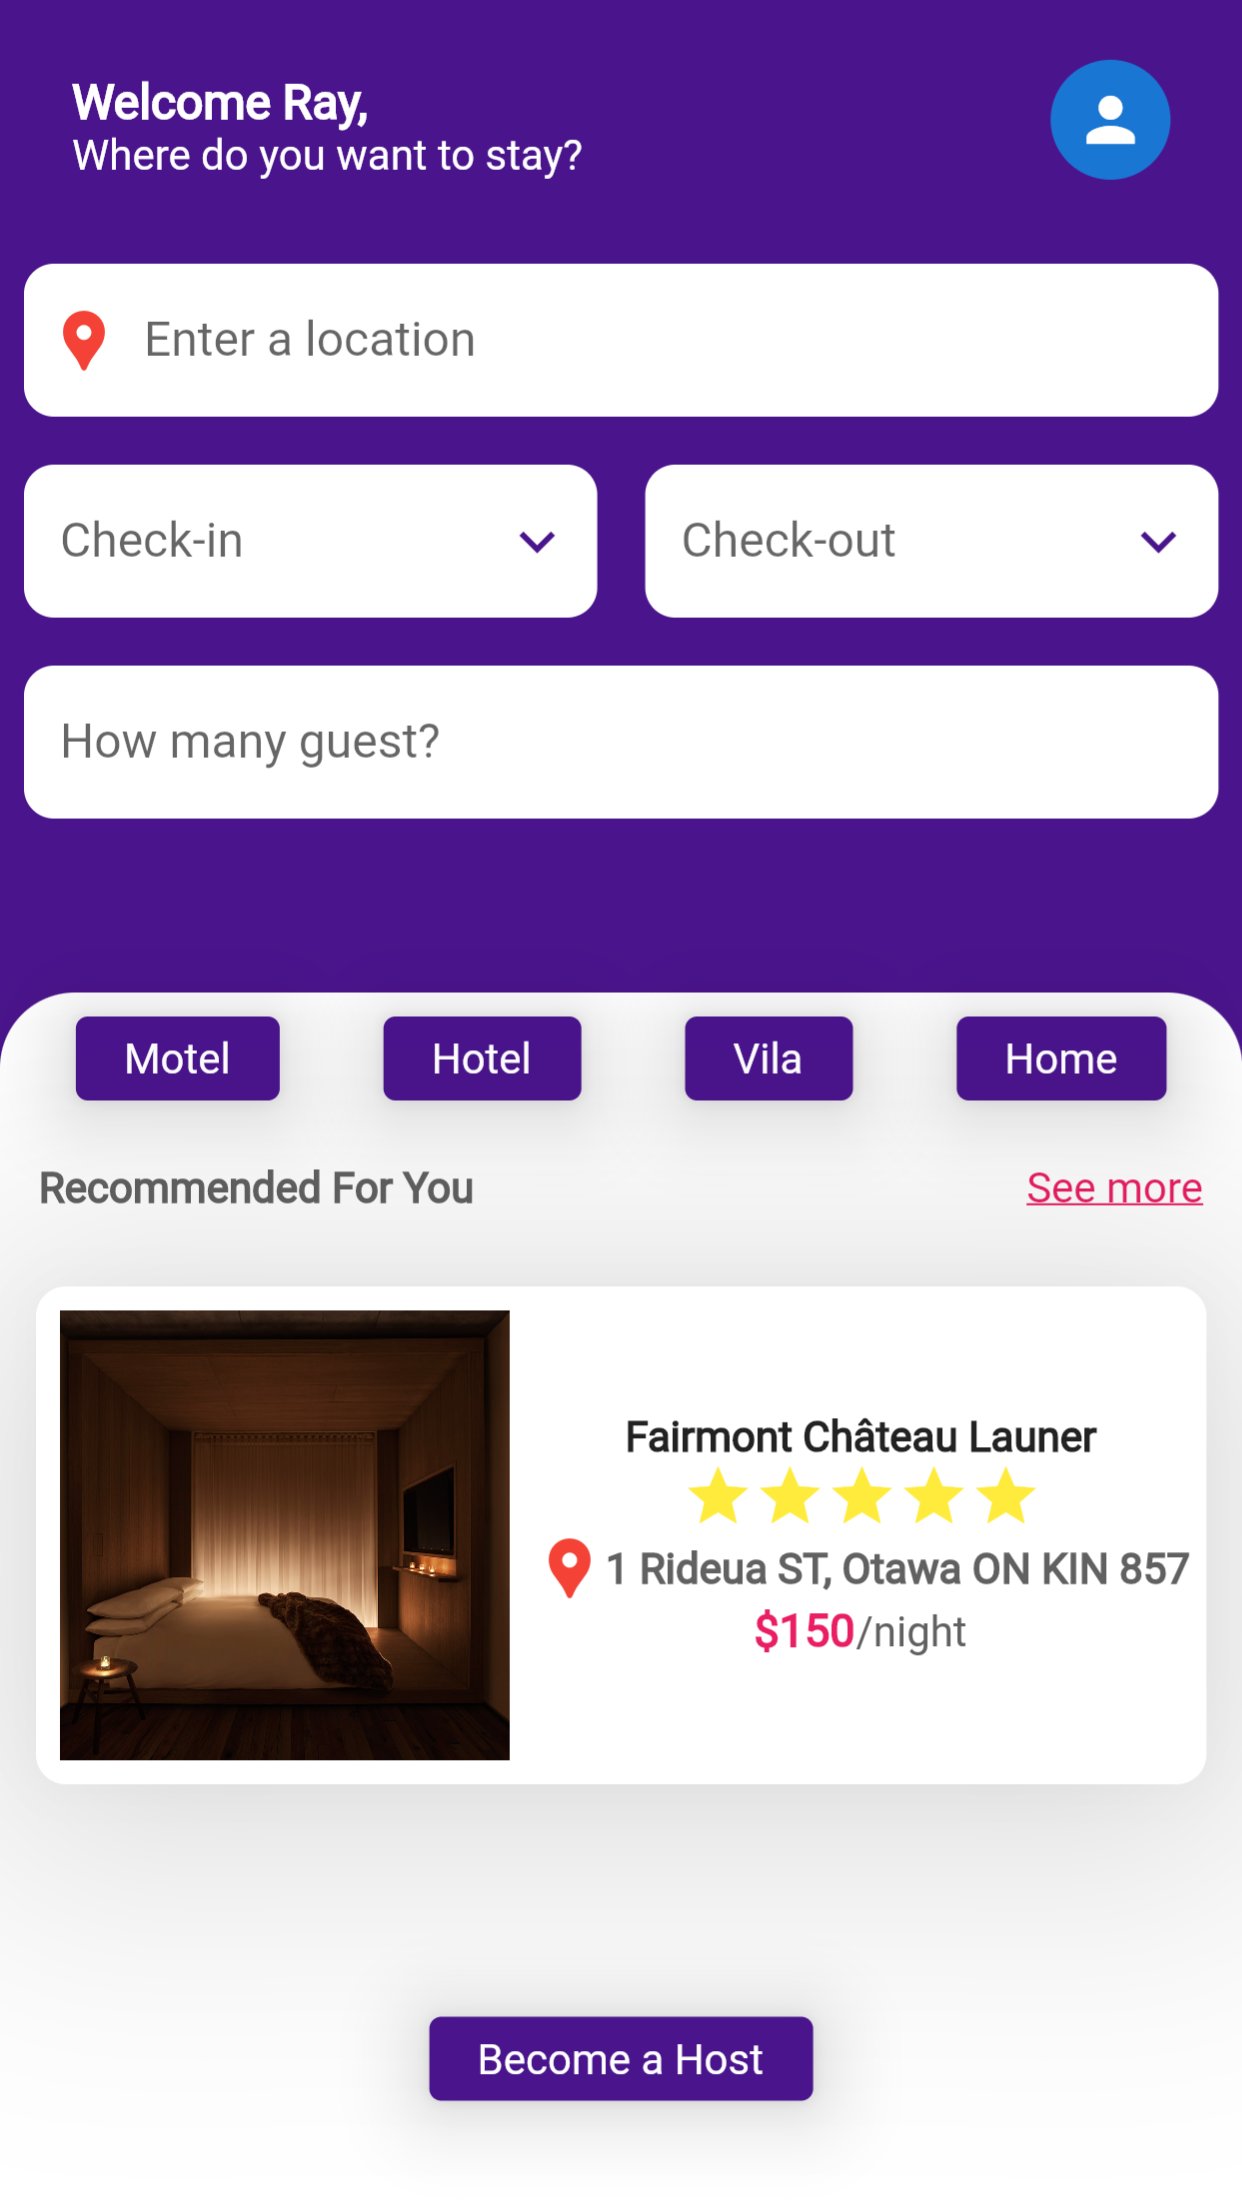 Welcome Ray,
Where do you want to stay?
Enter a location
Check-in
Check-out
How many guest?
Motel
Hotel
Vila
Home
Recommended For You
See more
Fairmont Château Launer
1 Rideua ST, Otawa ON KIN 857
$150/night
Become a Host